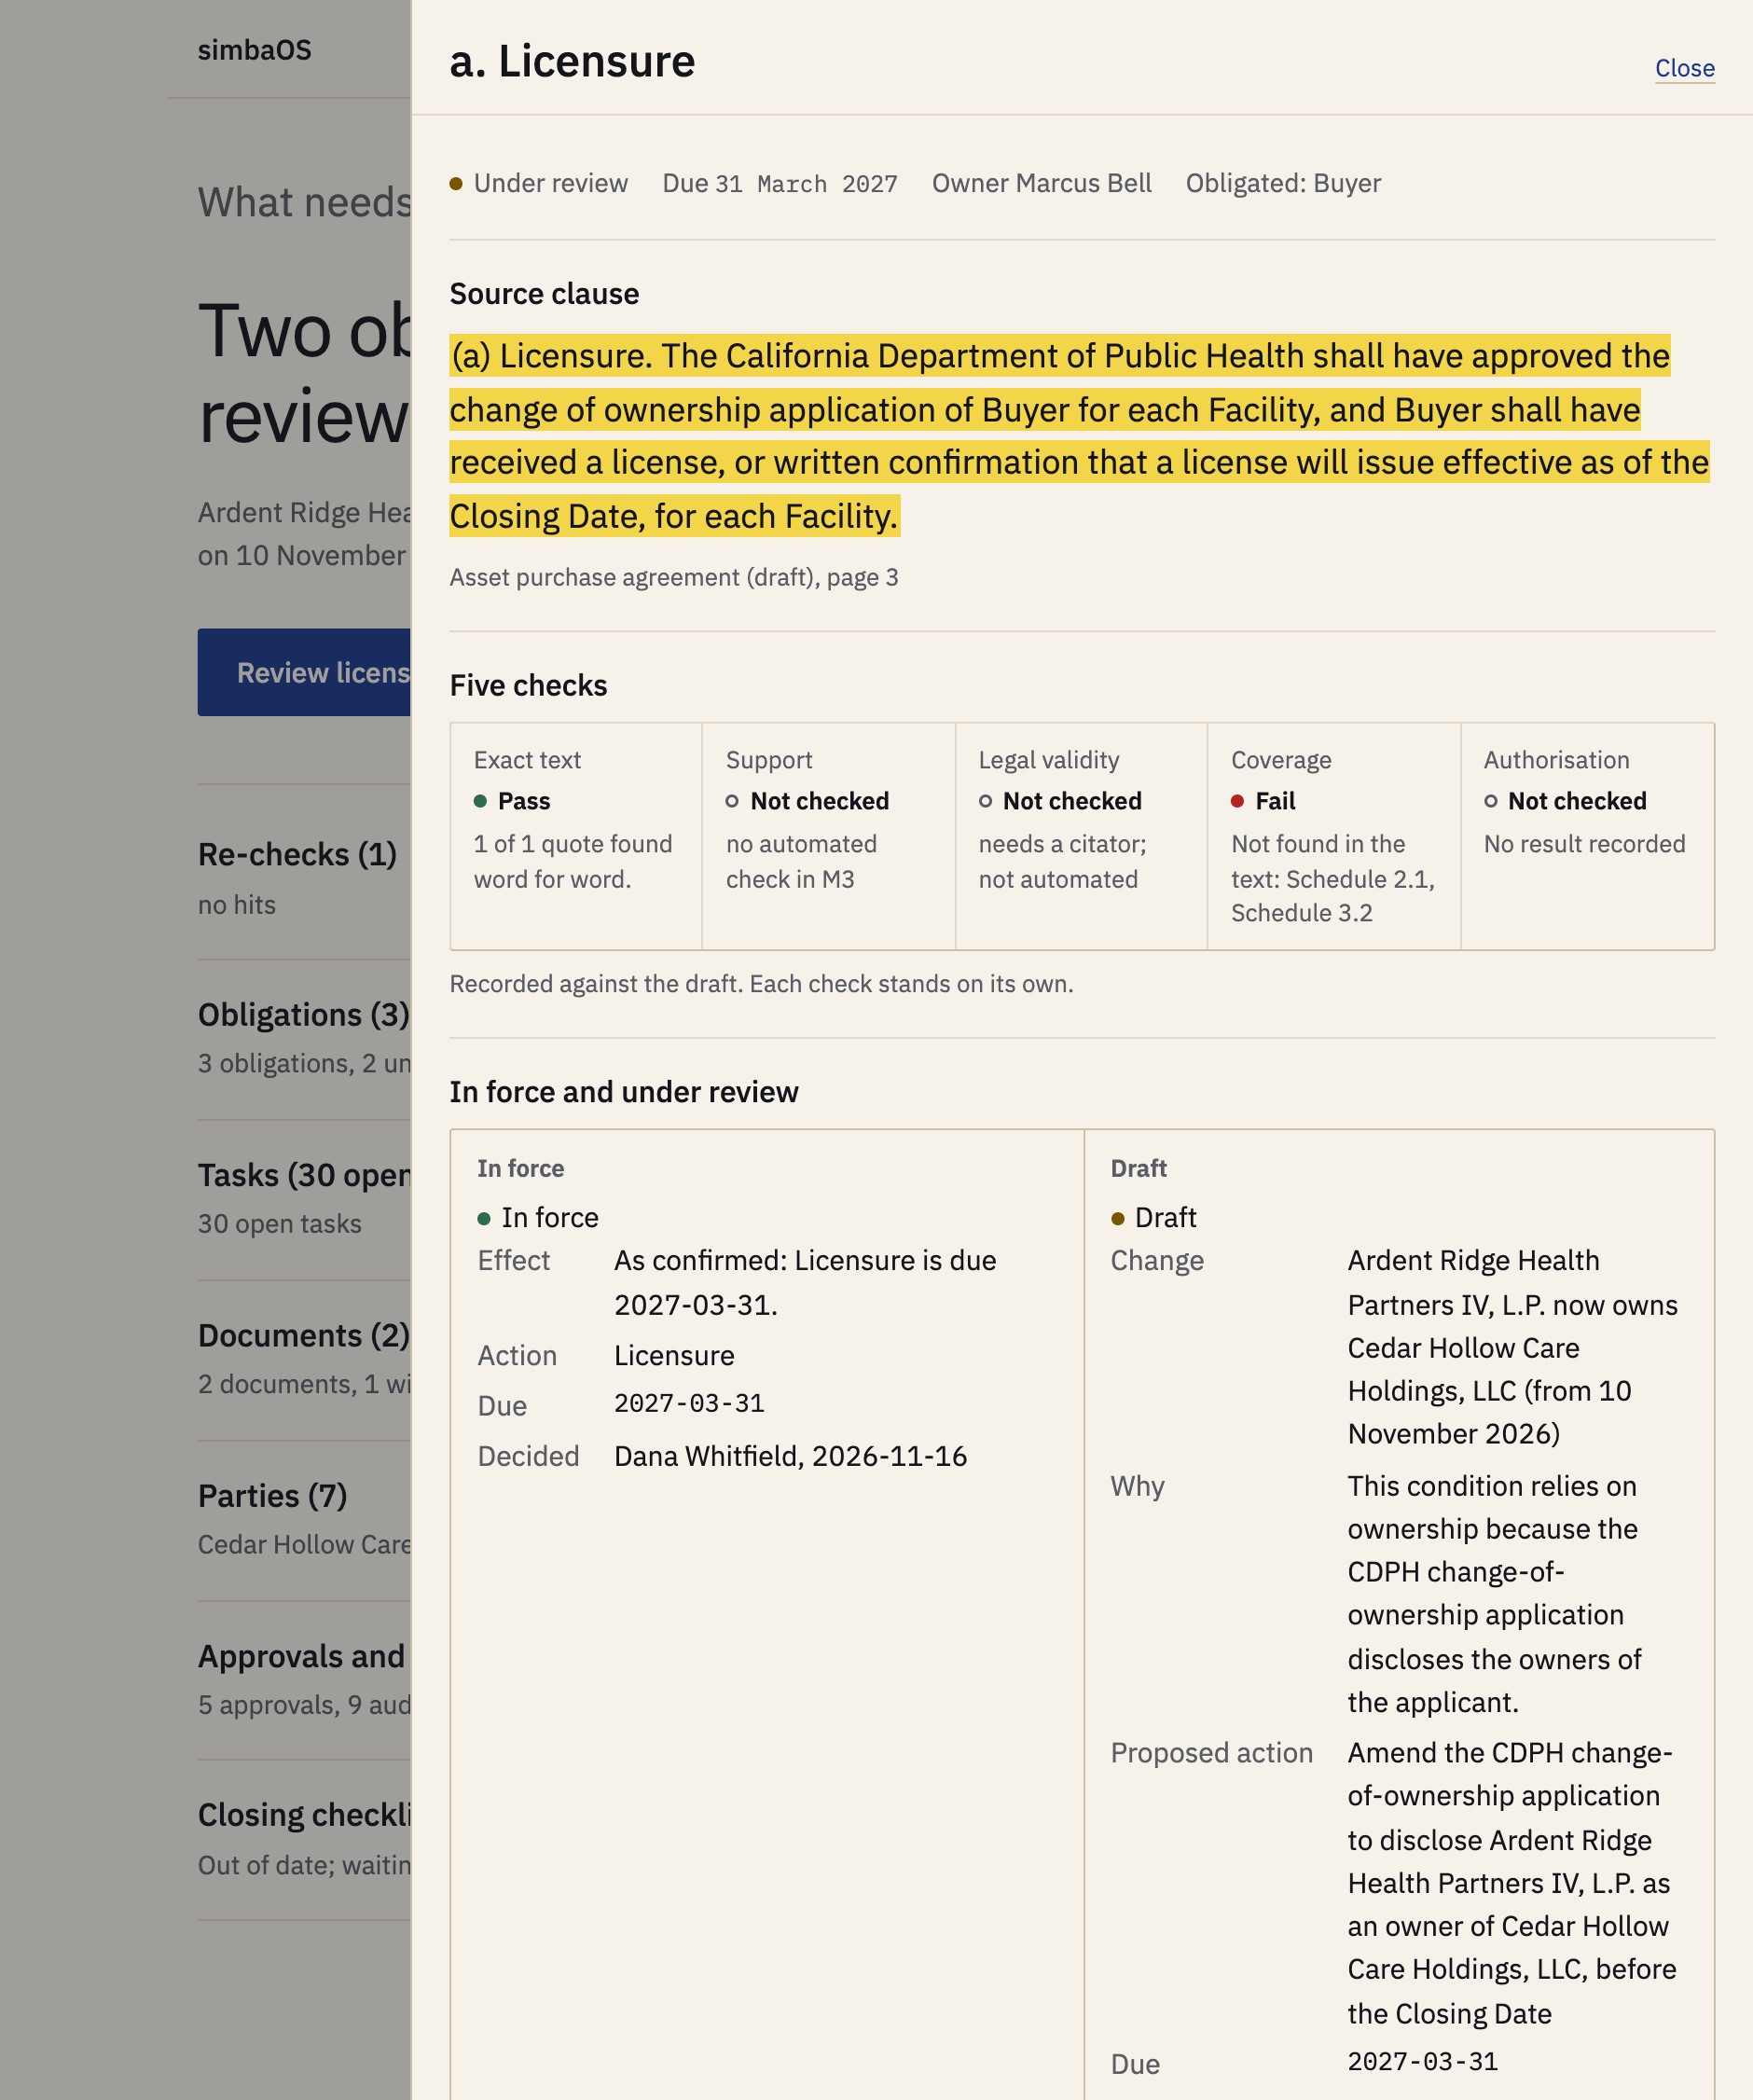 simbaOS
What needs
Two ob
review
Ardent Ridge Hea
on 10 November
Review licens
Re-checks (1)
no hits
Obligations (3)
3 obligations, 2 un
Tasks (30 open
30 open tasks
Documents (2)
2 documents, 1 wi
Parties (7)
Cedar Hollow Care
Approvals and
5 approvals, 9 aud
Closing checkli
Out of date; waitin
a. Licensure
Close
Under review Due 31 March 2027 Owner Marcus Bell Obligated: Buyer
Source clause
(a) Licensure. The California Department of Public Health shall have approved the
change of ownership application of Buyer for each Facility, and Buyer shall have
received a license, or written confirmation that a license will issue effective as of the
Closing Date, for each Facility.
Asset purchase agreement (draft), page 3
Five checks
Exact text
Pass
1 of 1 quote found
word for word.
Support
Not checked
no automated
check in M3
Legal validity
Not checked
needs a citator;
not automated
Coverage
Fail
Not found in the
text: Schedule 2.1,
Schedule 3.2
Authorisation
Not checked
No result recorded
Recorded against the draft. Each check stands on its own.
In force and under review
In force
In force
Effect As confirmed: Licensure is due
2027-03-31.
Action Licensure
Due 2027-03-31
Decided Dana Whitfield, 2026-11-16
Draft
Draft
Change Ardent Ridge Health
Partners IV, L.P. now owns
Cedar Hollow Care
Holdings, LLC (from 10
November 2026)
Why This condition relies on
ownership because the
CDPH change-of-
ownership application
discloses the owners of
the applicant.
Proposed action Amend the CDPH change-
of-ownership application
to disclose Ardent Ridge
Health Partners IV, L.P. as
an owner of Cedar Hollow
Care Holdings, LLC, before
the Closing Date
Due 2027-03-31